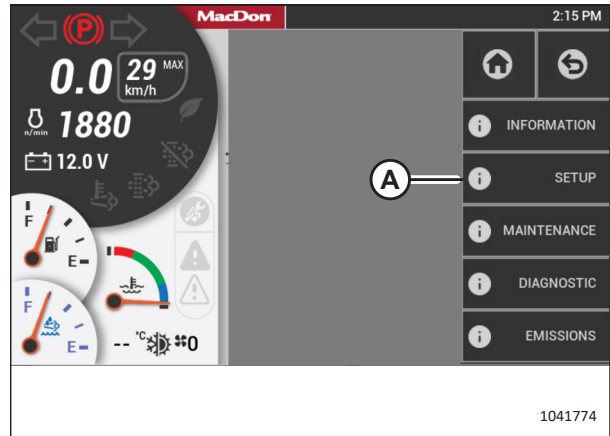 MacDon
2:15 PM
P
0.0
29 MAX
km/h
n/min 1880
12.0 V
INFORMATION
A
SETUP
MAINTENANCE
DIAGNOSTIC
EMISSIONS
F
E
F
E
-- °C 0
1041774